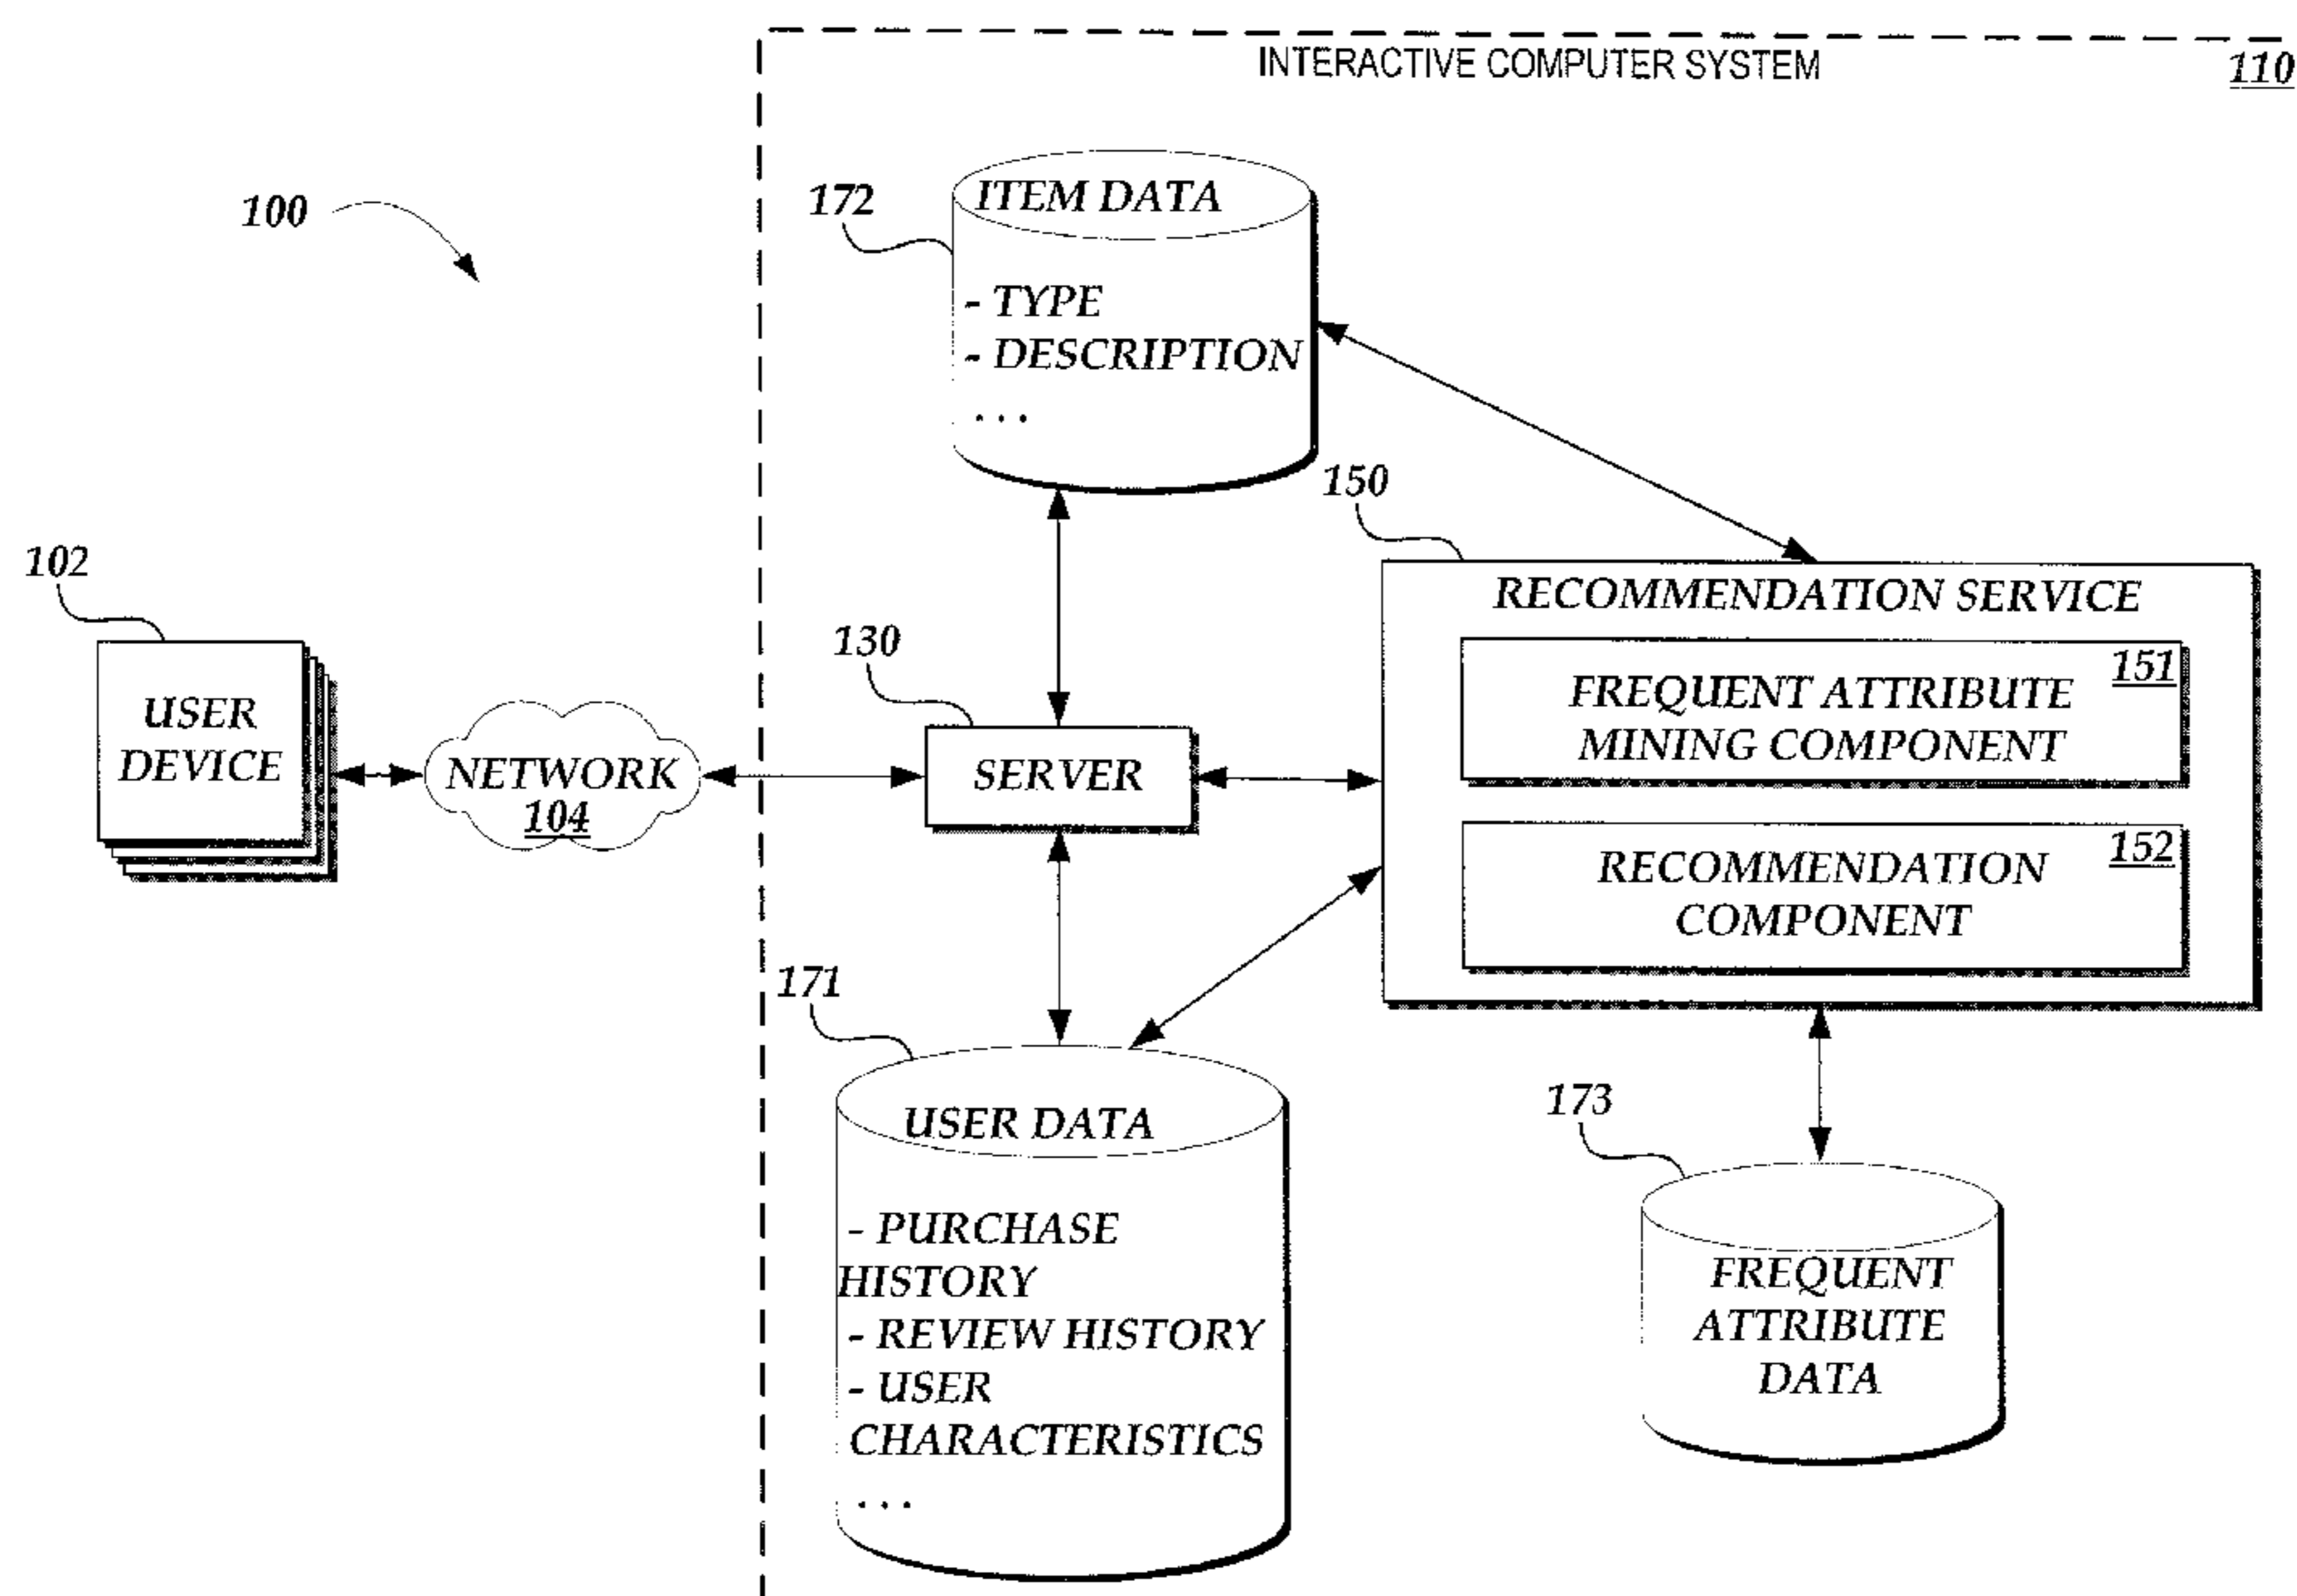 INTERACTIVE COMPUTER SYSTEM
110
100
172
ITEM DATA
- TYPE
- DESCRIPTION
. . .
150
RECOMMENDATION SERVICE
151
FREQUENT ATTRIBUTE
MINING COMPONENT
152
RECOMMENDATION
COMPONENT
102
USER
DEVICE
NETWORK
104
130
SERVER
171
USER DATA
- PURCHASE
HISTORY
- REVIEW HISTORY
- USER
CHARACTERISTICS
. . .
173
FREQUENT
ATTRIBUTE
DATA